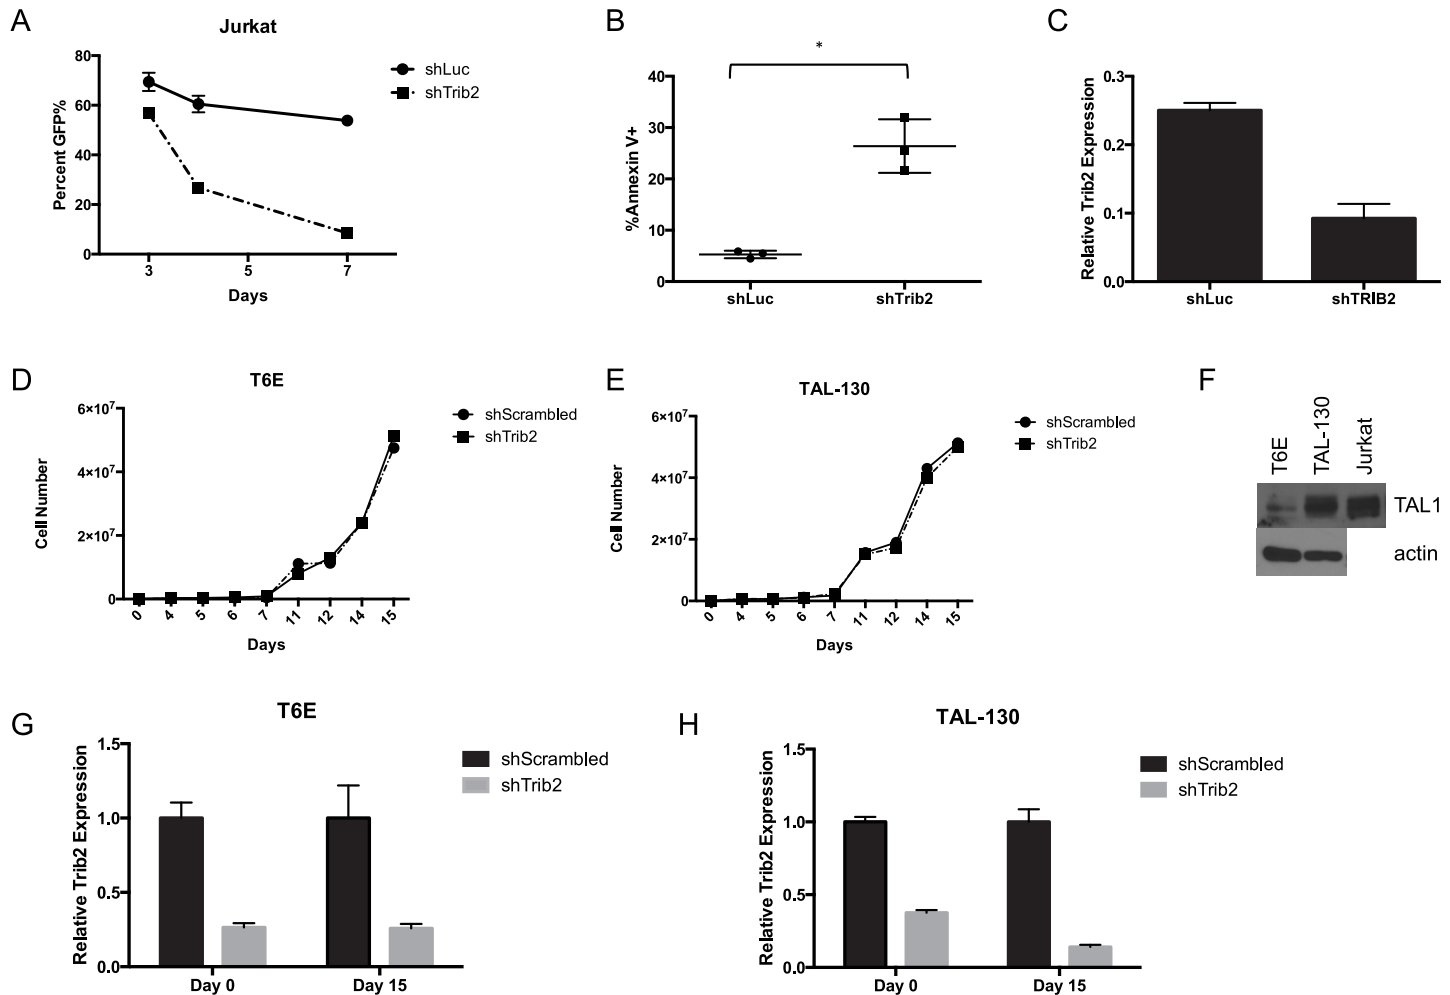 A
Jurkat
Percent GFP%
80
60
40
20
0
3
5
7
Days
shLuc
shTrib2
B
*
%Annexin V+
40
30
20
10
0
shLuc
shTrib2
C
Relative Trib2 Expression
0.3
0.2
0.1
0.0
shLuc
shTRIB2
D
T6E
Cell Number
6×10⁷
4×10⁷
2×10⁷
0
0
4
5
6
7
11
12
14
15
Days
shScrambled
shTrib2
E
TAL-130
Cell Number
6×10⁷
4×10⁷
2×10⁷
0
0
4
5
6
7
11
12
14
15
Days
shScrambled
shTrib2
F
T6E
TAL-130
Jurkat
TAL1
actin
G
T6E
Relative Trib2 Expression
1.5
1.0
0.5
0.0
Day 0
Day 15
shScrambled
shTrib2
H
TAL-130
Relative Trib2 Expression
1.5
1.0
0.5
0.0
Day 0
Day 15
shScrambled
shTrib2